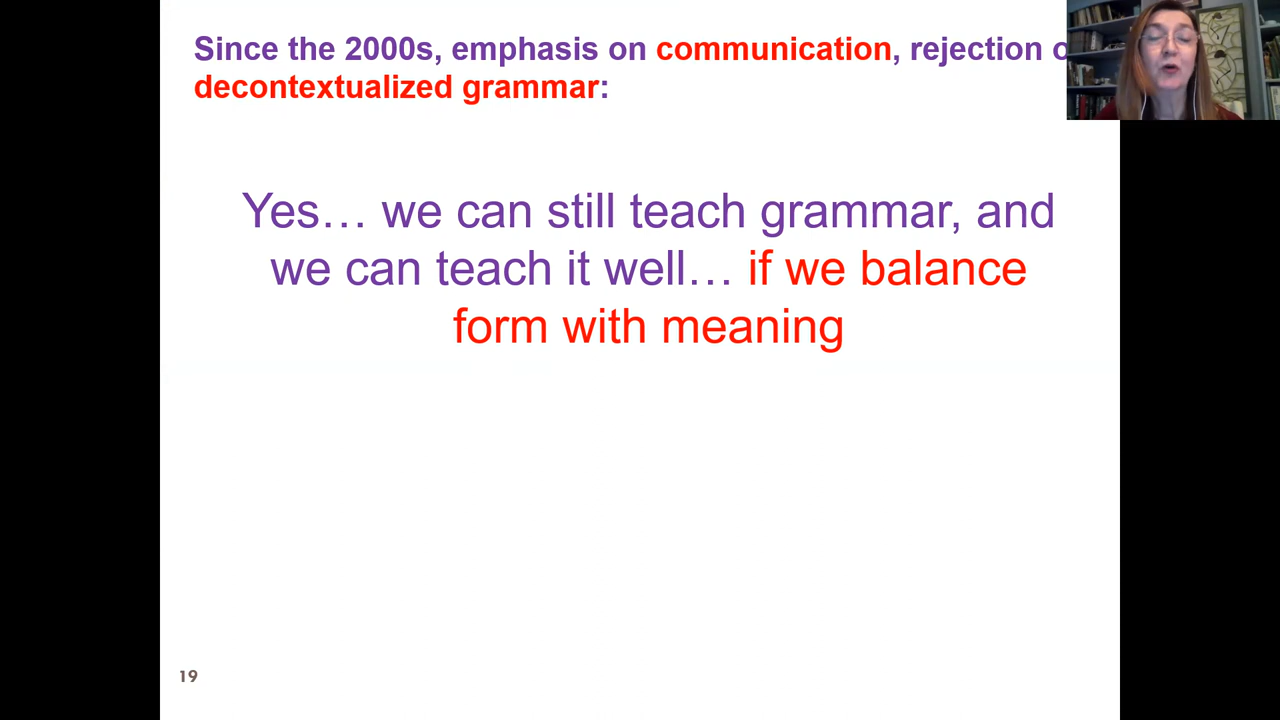 Since the 2000s, emphasis on communication, rejection
decontextualized grammar:
Yes… we can still teach grammar, and
we can teach it well… if we balance
form with meaning
19